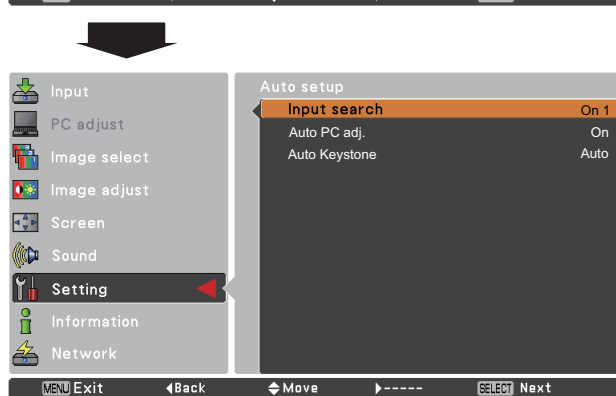 Input
PC adjust
Image select
Image adjust
Screen
Sound
Setting
Information
Network
Auto setup
Input search On 1
Auto PC adj. On
Auto Keystone Auto
MENU Exit Back Move ----- SELECT Next